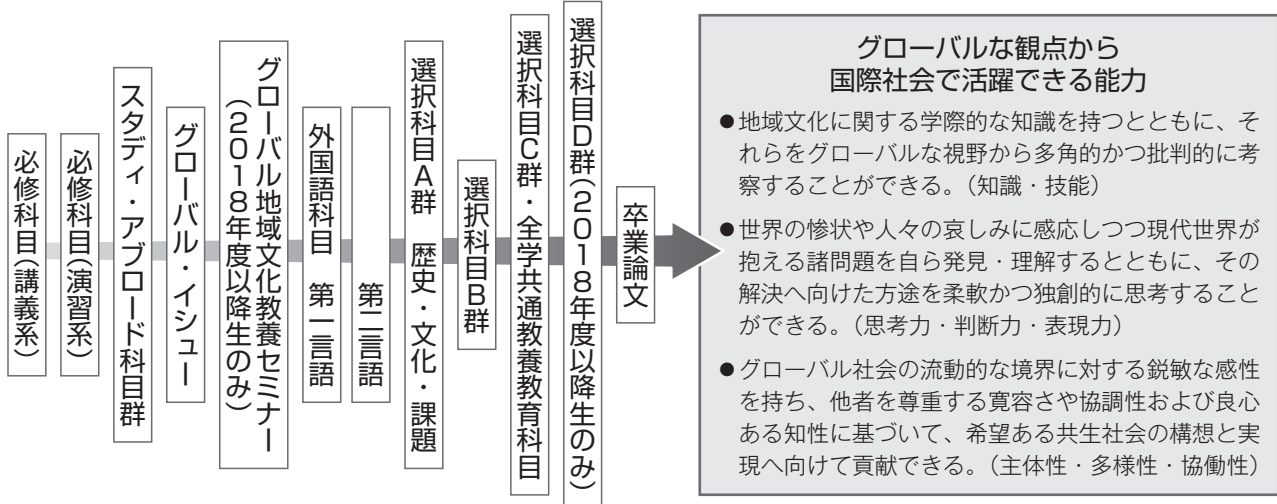 必修科目(講義系)
必修科目(演習系)
スタディ・アブロード科目群
グローバル・イシュー
グローバル地域文化教養セミナー
(2018年度以降生のみ)
外国語科目 第一言語
第二言語
選択科目A群 歴史・文化・課題
選択科目B群
選択科目C群・全学共通教養教育科目
選択科目D群(2018年度以降生のみ)
卒業論文
グローバルな観点から
国際社会で活躍できる能力
●地域文化に関する学際的な知識を持つとともに、そ
れらをグローバルな視野から多角的かつ批判的に考
察することができる。(知識・技能)
●世界の惨状や人々の哀しみに感応しつつ現代世界が
抱える諸問題を自ら発見・理解するとともに、その
解決へ向けた方途を柔軟かつ独創的に思考すること
ができる。(思考力・判断力・表現力)
●グローバル社会の流動的な境界に対する鋭敏な感性
を持ち、他者を尊重する寛容さや協調性および良心
ある知性に基づいて、希望ある共生社会の構想と実
現へ向けて貢献できる。(主体性・多様性・協働性)